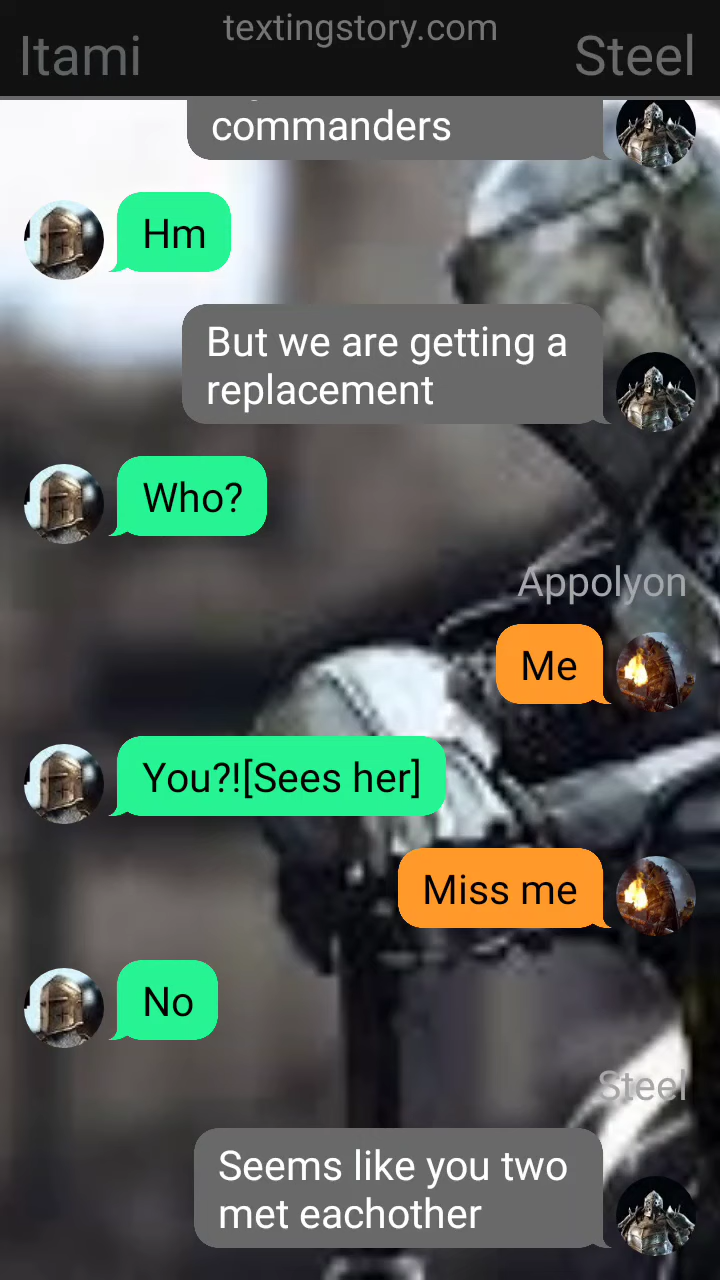 textingstory.com
Itami
Steel
commanders
Hm
But we are getting a
replacement
Who?
Appolyon
Me
You?![Sees her]
Miss me
No
Steel
Seems like you two
met eachother